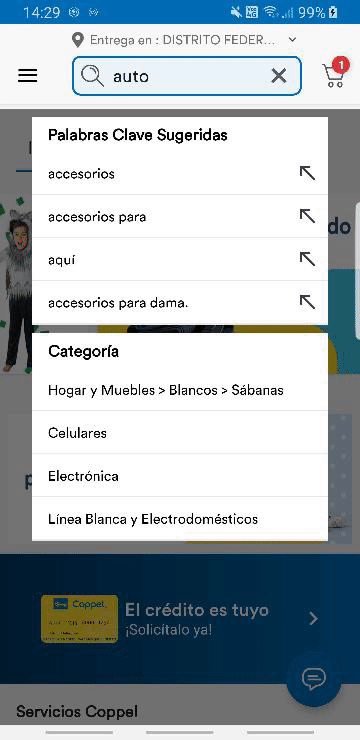 14:29
99%
Entrega en : DISTRITO FEDER...
auto
1
Palabras Clave Sugeridas
accesorios
accesorios para
aquí
accesorios para dama.
do
Categoría
Hogar y Muebles > Blancos > Sábanas
Celulares
Electrónica
Línea Blanca y Electrodomésticos
Coppel
El crédito es tuyo
¡Solicítalo ya!
Servicios Coppel